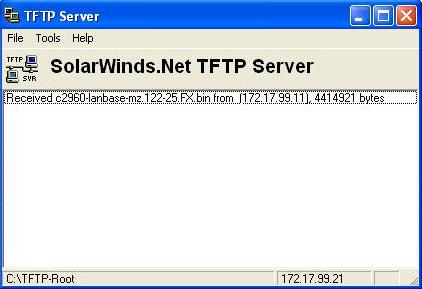 TFTP Server
File Tools Help
TFTP
SVR
SolarWinds.Net TFTP Server
Received c2960-lanbase-mz.122-25.FX.bin from (172.17.99.11), 4414921 bytes
C:\TFTP-Root 172.17.99.21